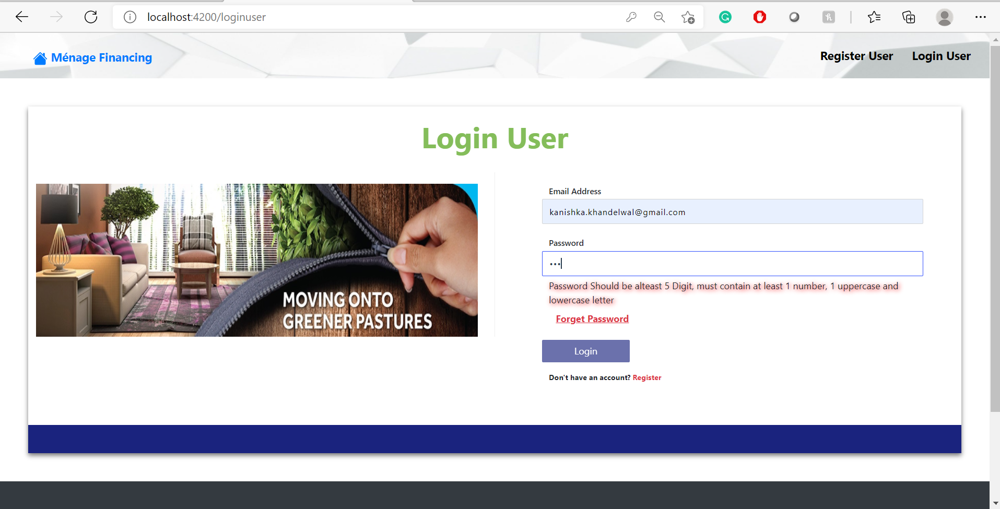 localhost:4200/loginuser
Ménage Financing
Register User
Login User
Login User
MOVING ONTO
GREENER PASTURES
Email Address
kanishka.khandelwal@gmail.com
Password
•••
Password Should be alteast 5 Digit, must contain at least 1 number, 1 uppercase and
lowercase letter
Forget Password
Login
Don't have an account? Register